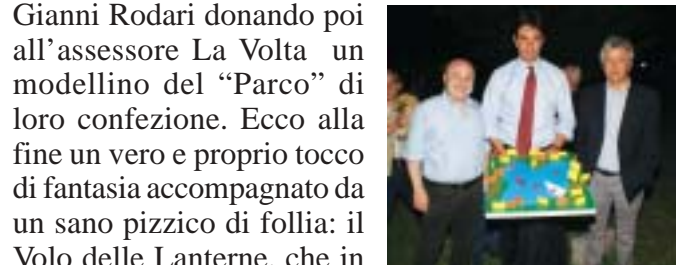 Gianni Rodari donando poi
all’assessore La Volta un
modellino del “Parco” di
loro confezione. Ecco alla
fine un vero e proprio tocco
di fantasia accompagnato da
un sano pizzico di follia: il
Volo delle Lanterne, che in